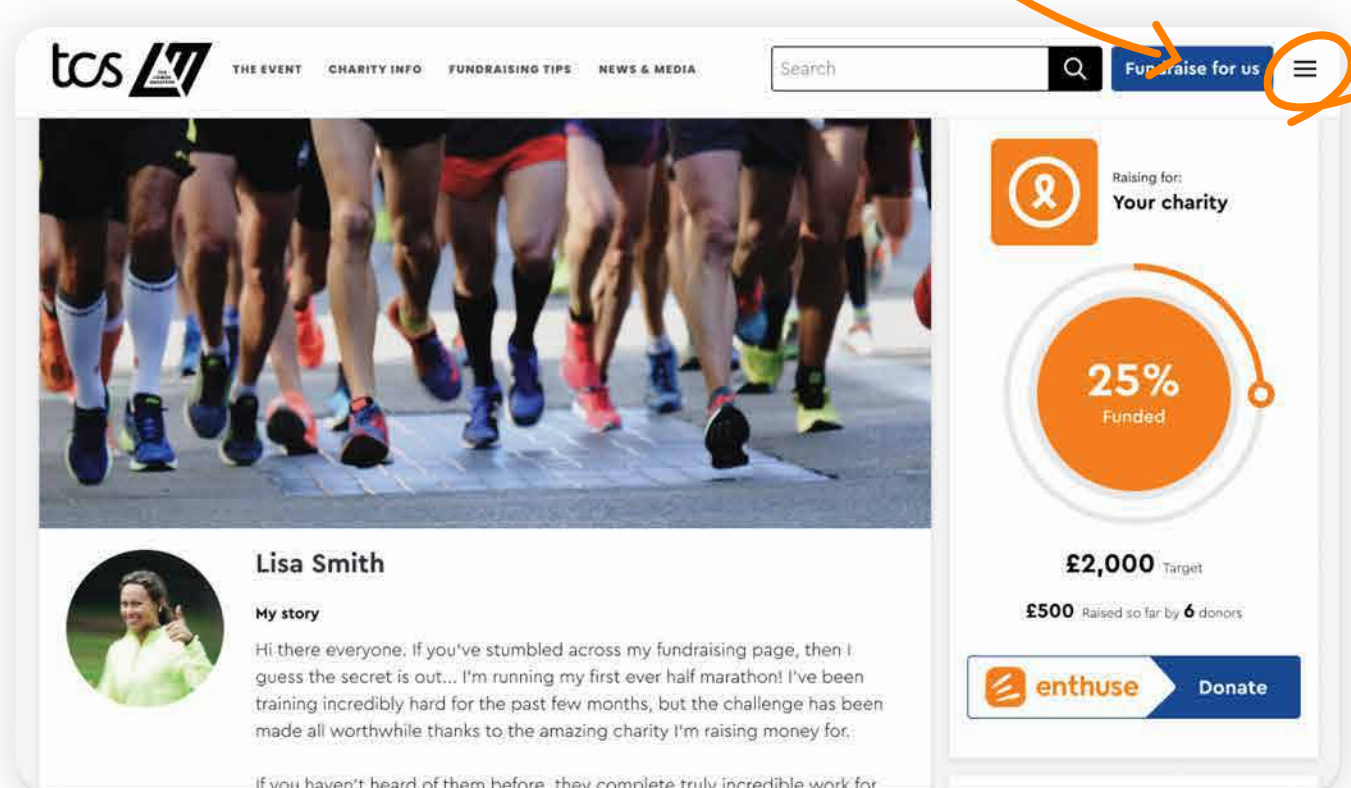 tcs
THE EVENT CHARITY INFO FUNDRAISING TIPS NEWS & MEDIA
Search
Fundraise for us
Raising for:
Your charity
25%
Funded
£2,000 Target
£500 Raised so far by 6 donors
enthuse Donate
Lisa Smith
My story
Hi there everyone. If you've stumbled across my fundraising page, then I
guess the secret is out... I'm running my first ever half marathon! I've been
training incredibly hard for the past few months, but the challenge has been
made all worthwhile thanks to the amazing charity I'm raising money for.
If you haven't heard of them before, they complete truly incredible work for